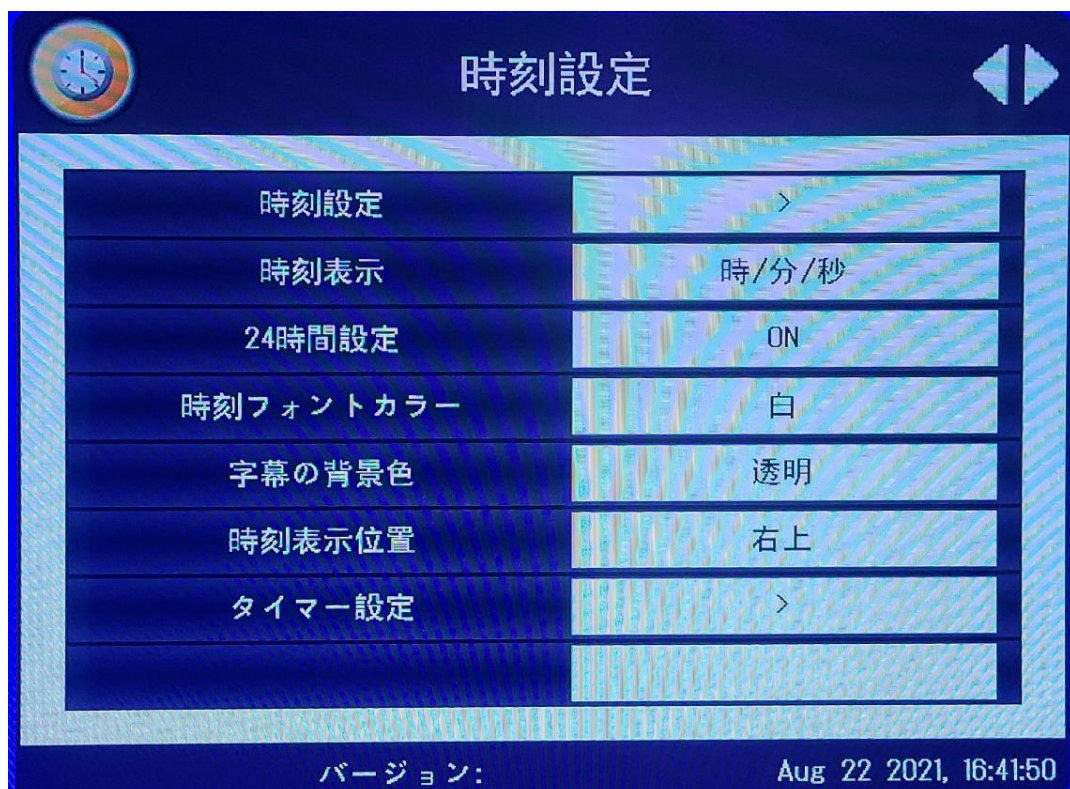 時刻設定
時刻設定 >
時刻表示 時/分/秒
24時間設定 ON
時刻フォントカラー 白
字幕の背景色 透明
時刻表示位置 右上
タイマー設定 >
バージョン: Aug 22 2021, 16:41:50